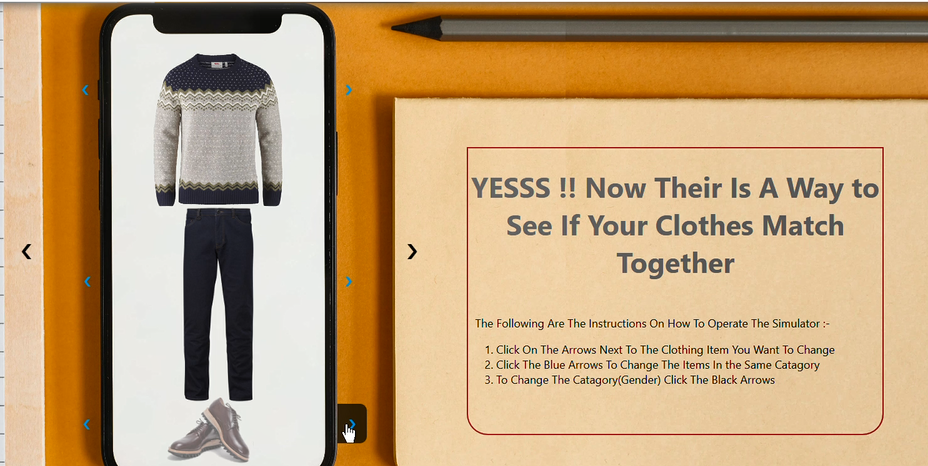 YESSS !! Now Their Is A Way to
See If Your Clothes Match
Together
The Following Are The Instructions On How To Operate The Simulator :-
1. Click On The Arrows Next To The Clothing Item You Want To Change
2. Click The Blue Arrows To Change The Items In the Same Catagory
3. To Change The Catagory(Gender) Click The Black Arrows